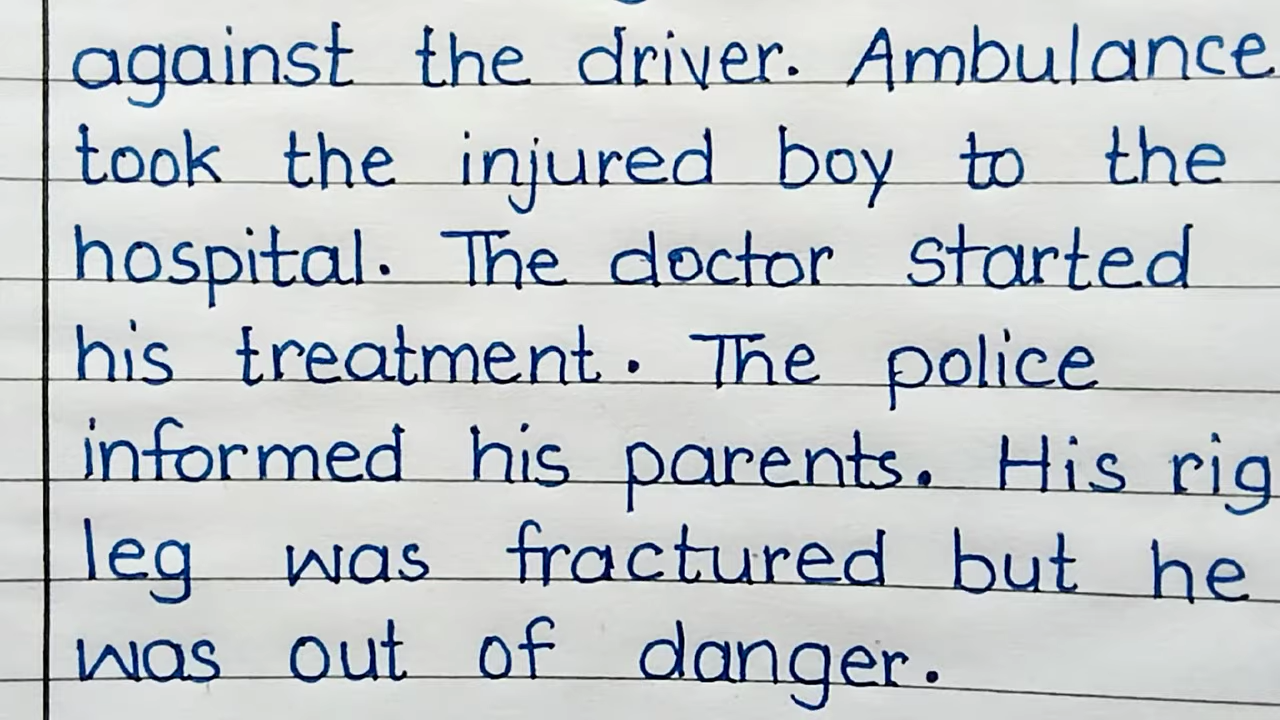 against the driver. Ambulance
took the injured boy to the
hospital. The doctor started
his treatment. The police
informed his parents. His rig
leg was fractured but he
was out of danger.